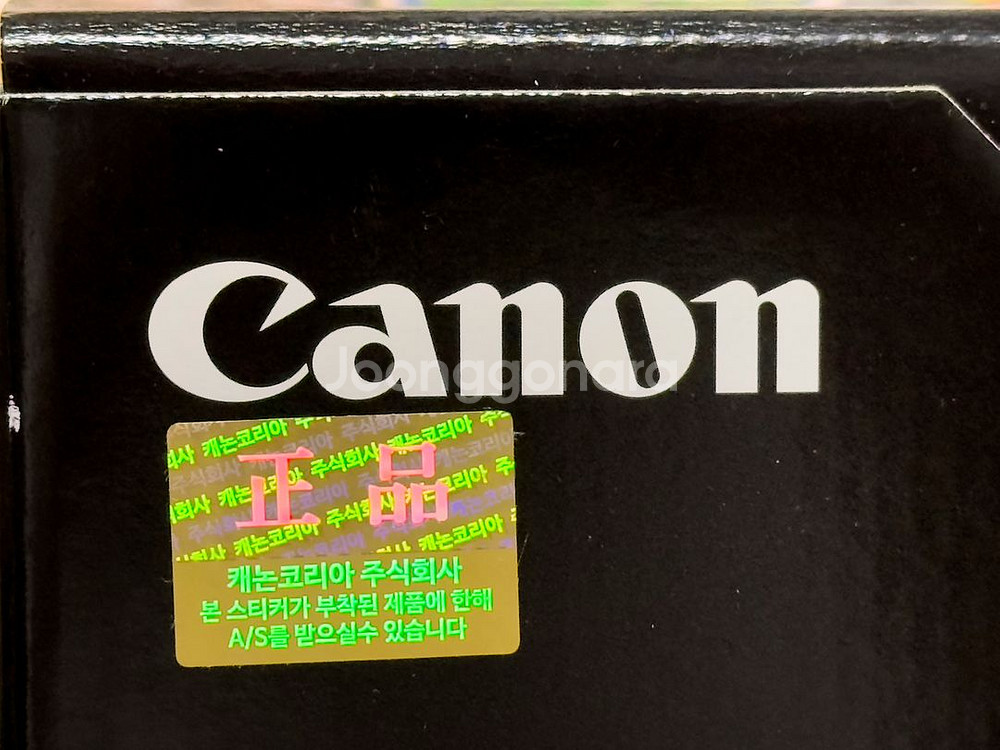 Canon
Joonggonara
正品
캐논코리아 주식회사
본 스티커가 부착된 제품에 한해
A/S를 받으실수 있습니다